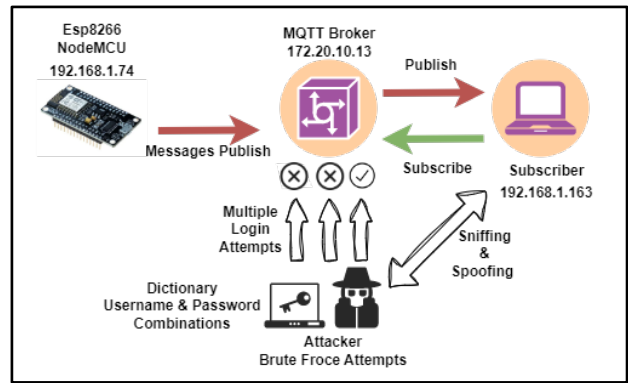 Esp8266
NodeMCU
192.168.1.74
MQTT Broker
172.20.10.13
Publish
Messages Publish
Subscribe
Subscriber
192.168.1.163
Multiple
Login
Attempts
Sniffing
&
Spoofing
Dictionary
Username & Password
Combinations
Attacker
Brute Froce Attempts